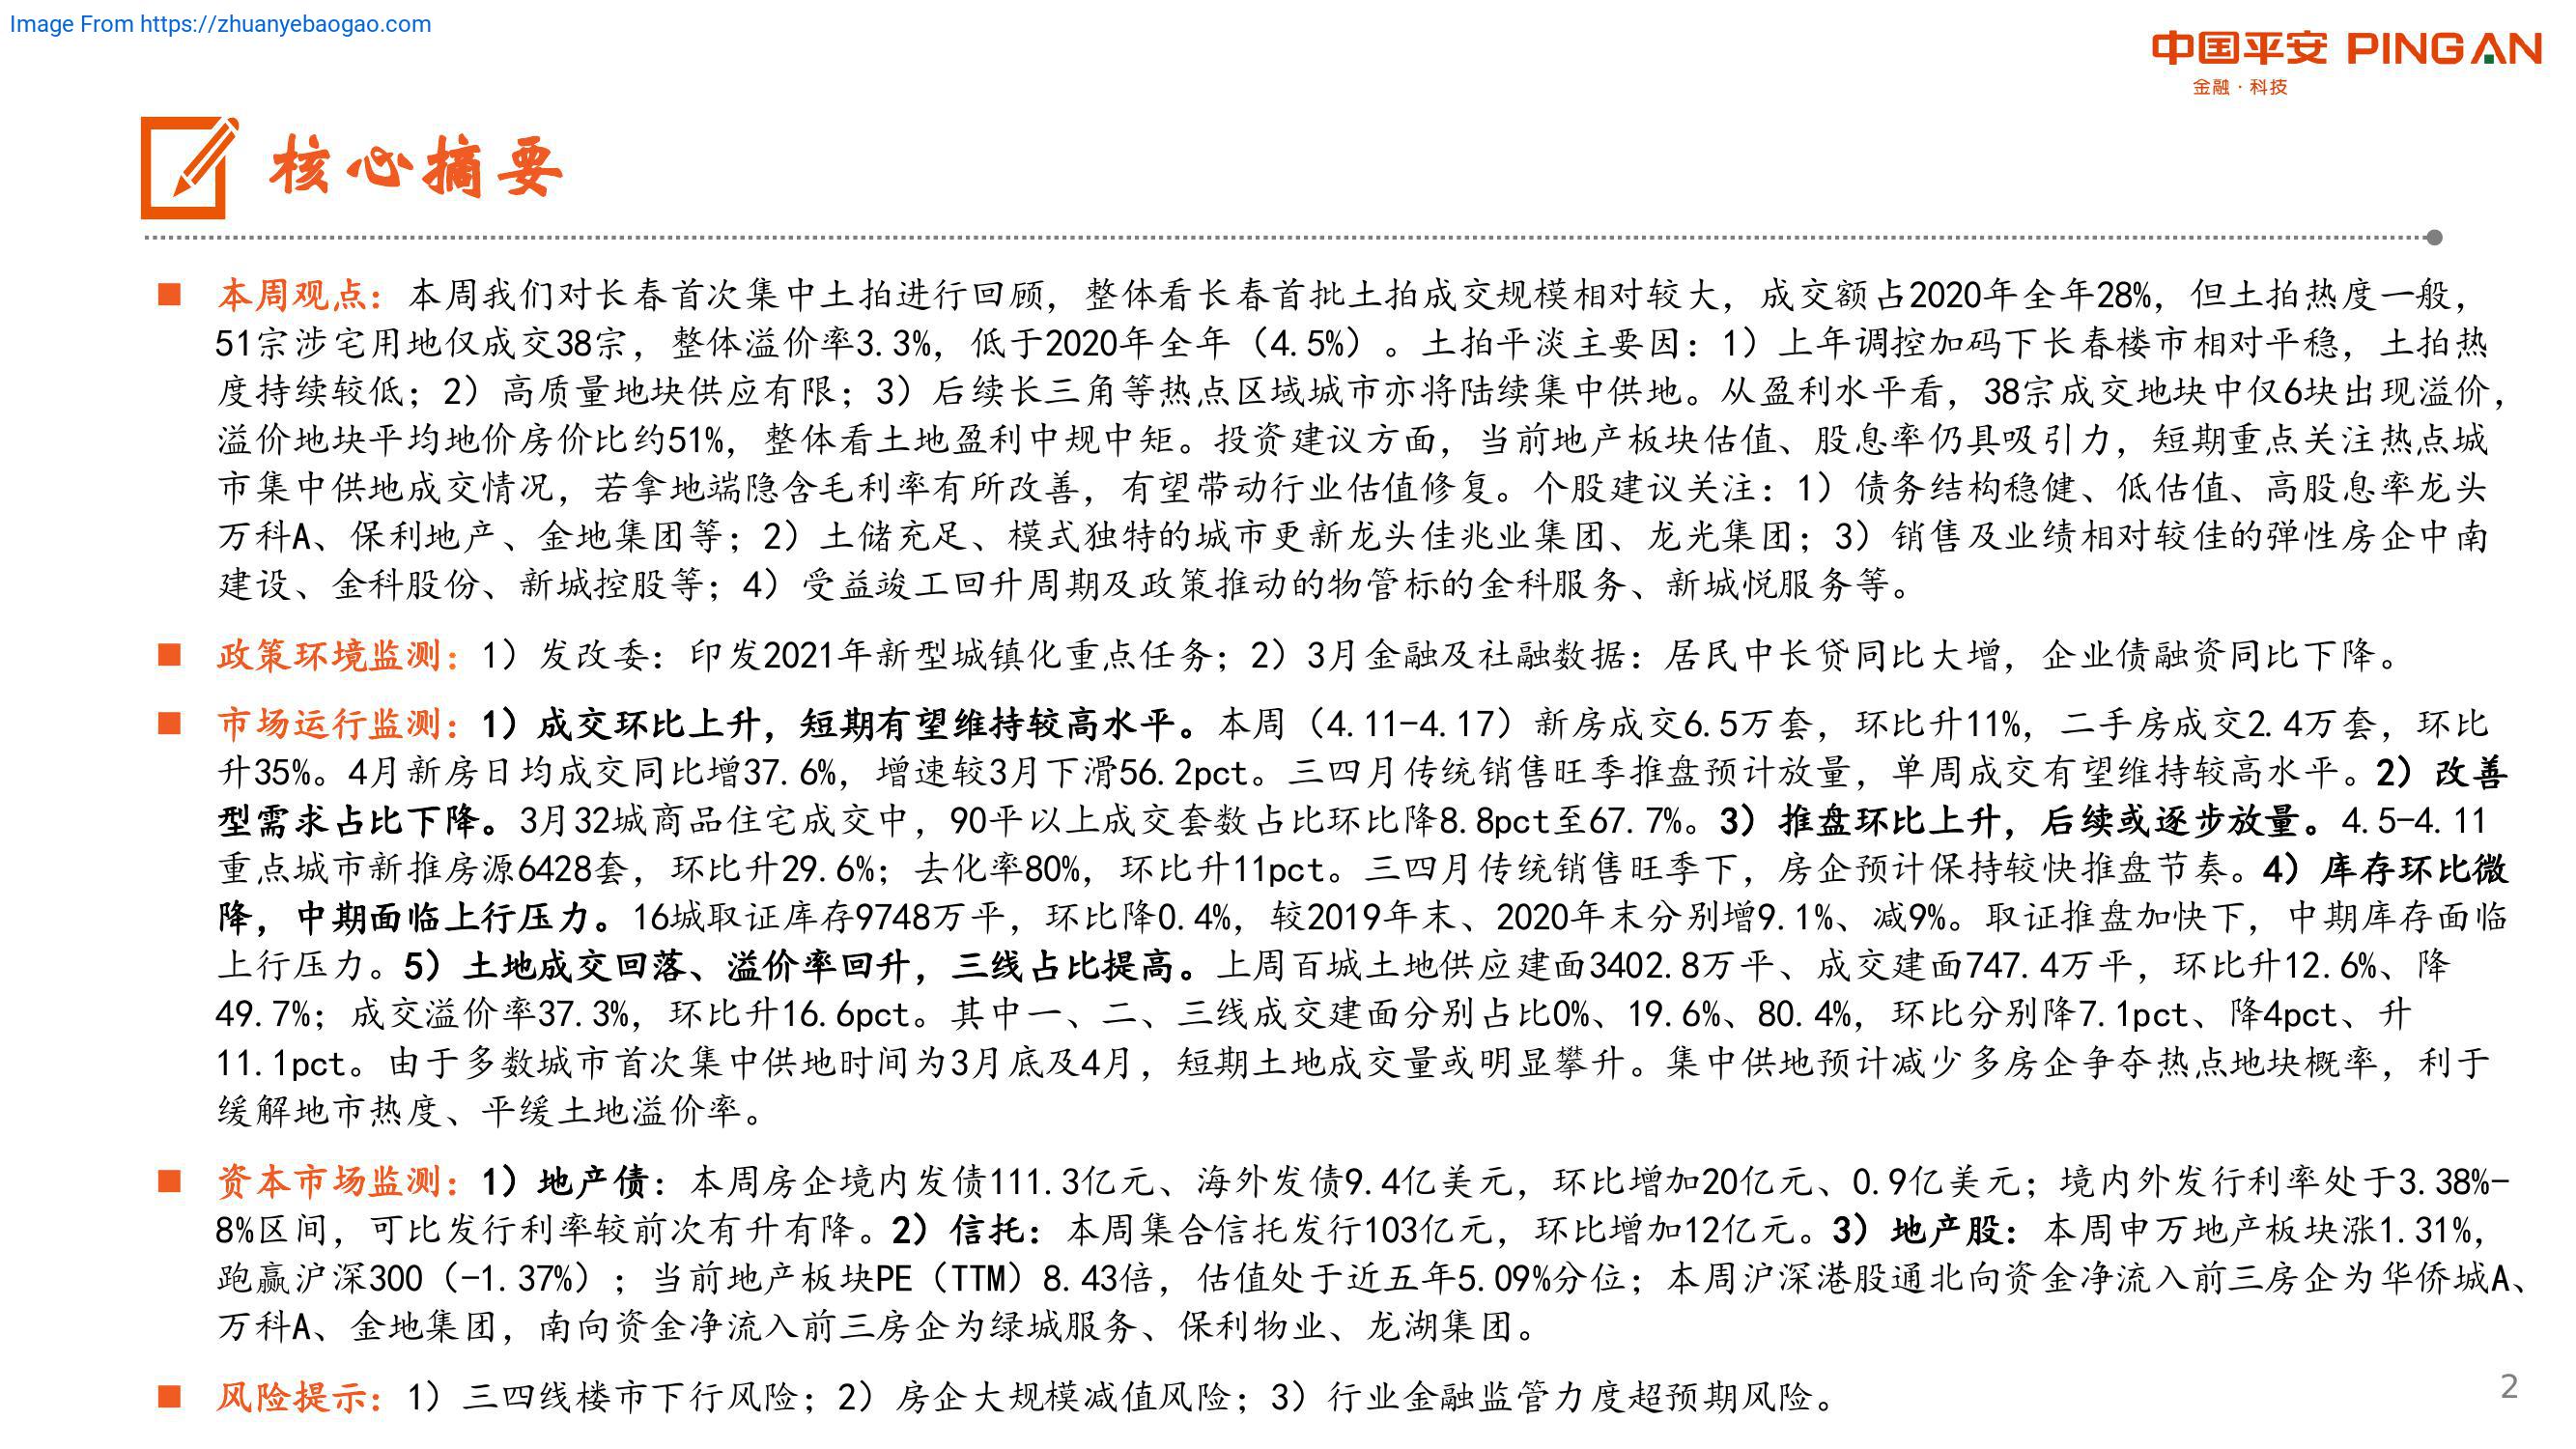 Image From https://zhuanyebaogao.com
中国平安 PINGAN
金融·科技
核心摘要
■ 本周观点：本周我们对长春首次集中土拍进行回顾，整体看长春首批土拍成交规模相对较大，成交额占2020年全年28%，但土拍热度一般，
51宗涉宅用地仅成交38宗，整体溢价率3.3%，低于2020年全年（4.5%）。土拍平淡主要因：1）上年调控加码下长春楼市相对平稳，土拍热
度持续较低；2）高质量地块供应有限；3）后续长三角等热点区域城市亦将陆续集中供地。从盈利水平看，38宗成交地块中仅6块出现溢价，
溢价地块平均地价房价比约51%，整体看土地盈利中规中矩。投资建议方面，当前地产板块估值、股息率仍具吸引力，短期重点关注热点城
市集中供地成交情况，若拿地端隐含毛利率有所改善，有望带动行业估值修复。个股建议关注：1）债务结构稳健、低估值、高股息率龙头
万科A、保利地产、金地集团等；2）土储充足、模式独特的城市更新龙头佳兆业集团、龙光集团；3）销售及业绩相对较佳的弹性房企中南
建设、金科股份、新城控股等；4）受益竣工回升周期及政策推动的物管标的金科服务、新城悦服务等。
■ 政策环境监测：1）发改委：印发2021年新型城镇化重点任务；2）3月金融及社融数据：居民中长贷同比大增，企业债融资同比下降。
■ 市场运行监测：1）成交环比上升，短期有望维持较高水平。本周（4.11-4.17）新房成交6.5万套，环比升11%，二手房成交2.4万套，环比
升35%。4月新房日均成交同比增37.6%，增速较3月下滑56.2pct。三四月传统销售旺季推盘预计放量，单周成交有望维持较高水平。2）改善
型需求占比下降。3月32城商品住宅成交中，90平以上成交套数占比环比降8.8pct至67.7%。3）推盘环比上升，后续或逐步放量。4.5-4.11
重点城市新推房源6428套，环比升29.6%；去化率80%，环比升11pct。三四月传统销售旺季下，房企预计保持较快推盘节奏。4）库存环比微
降，中期面临上行压力。16城取证库存9748万平，环比降0.4%，较2019年末、2020年末分别增9.1%、减9%。取证推盘加快下，中期库存面临
上行压力。5）土地成交回落、溢价率回升，三线占比提高。上周百城土地供应建面3402.8万平、成交建面747.4万平，环比升12.6%、降
49.7%；成交溢价率37.3%，环比升16.6pct。其中一、二、三线成交建面分别占比0%、19.6%、80.4%，环比分别降7.1pct、降4pct、升
11.1pct。由于多数城市首次集中供地时间为3月底及4月，短期土地成交量或明显攀升。集中供地预计减少多房企争夺热点地块概率，利于
缓解地市热度、平缓土地溢价率。
■ 资本市场监测：1）地产债：本周房企境内发债111.3亿元、海外发债9.4亿美元，环比增加20亿元、0.9亿美元；境内外发行利率处于3.38%-
8%区间，可比发行利率较前次有升有降。2）信托：本周集合信托发行103亿元，环比增加12亿元。3）地产股：本周申万地产板块涨1.31%，
跑赢沪深300（-1.37%）；当前地产板块PE（TTM）8.43倍，估值处于近五年5.09%分位；本周沪深港股通北向资金净流入前三房企为华侨城A、
万科A、金地集团，南向资金净流入前三房企为绿城服务、保利物业、龙湖集团。
■ 风险提示：1）三四线楼市下行风险；2）房企大规模减值风险；3）行业金融监管力度超预期风险。
2